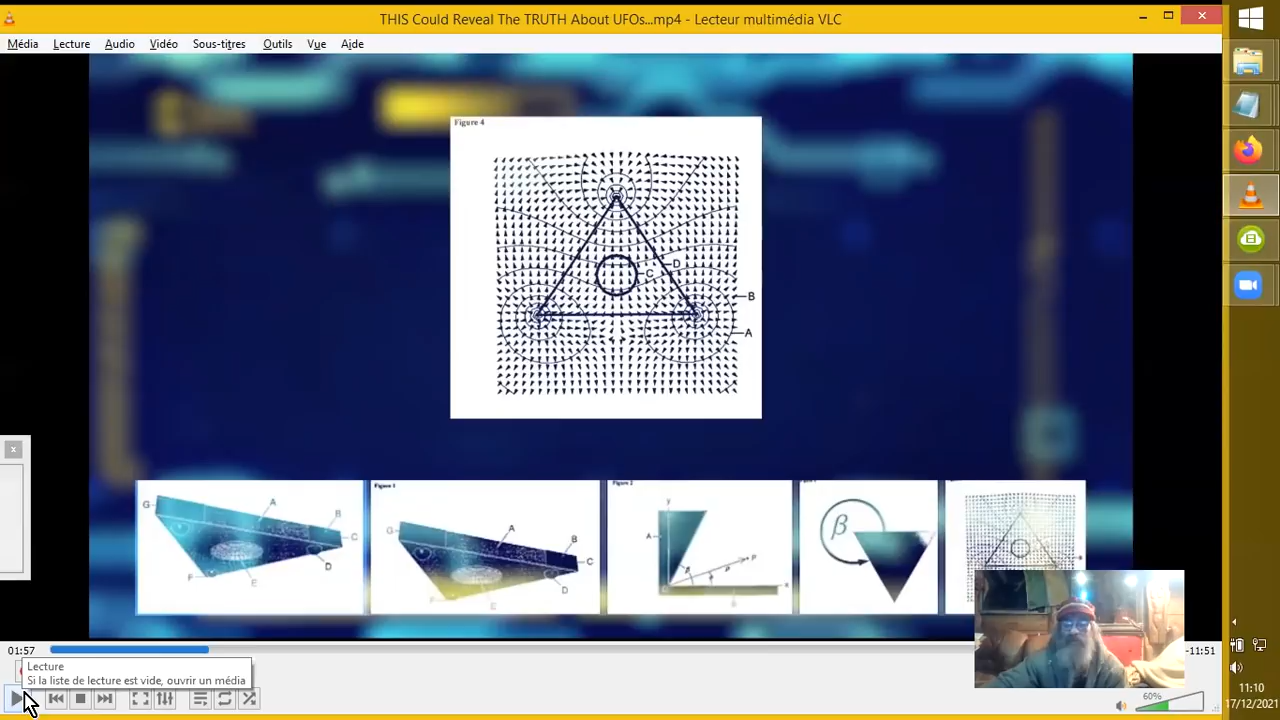 THIS Could Reveal The TRUTH About UFOs...mp4 - Lecteur multimédia VLC
Média Lecture Audio Vidéo Sous-titres Outils Vue Aide
Figure 4
D
C
B
A
G A B C D E F
Figure 1
G A B C D E
Figure 2
y
A
P
x
B
β
01:57
-11:51
Lecture
Si la liste de lecture est vide, ouvrir un média
60%
11:10
17/12/2021